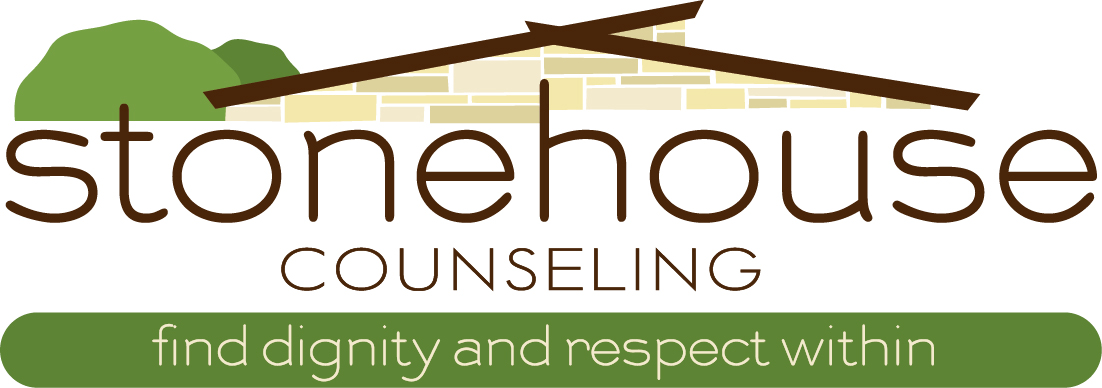 stonehouse
COUNSELING
find dignity and respect within